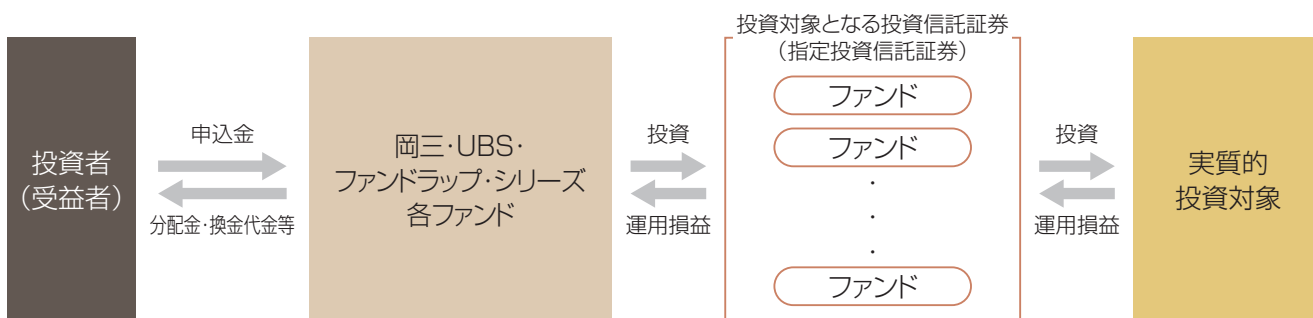 投資者
（受益者）
申込金
分配金・換金代金等
岡三・UBS・
ファンドラップ・シリーズ
各ファンド
投資
運用損益
投資対象となる投資信託証券
（指定投資信託証券）
ファンド
ファンド
・
・
・
ファンド
投資
運用損益
実質的
投資対象